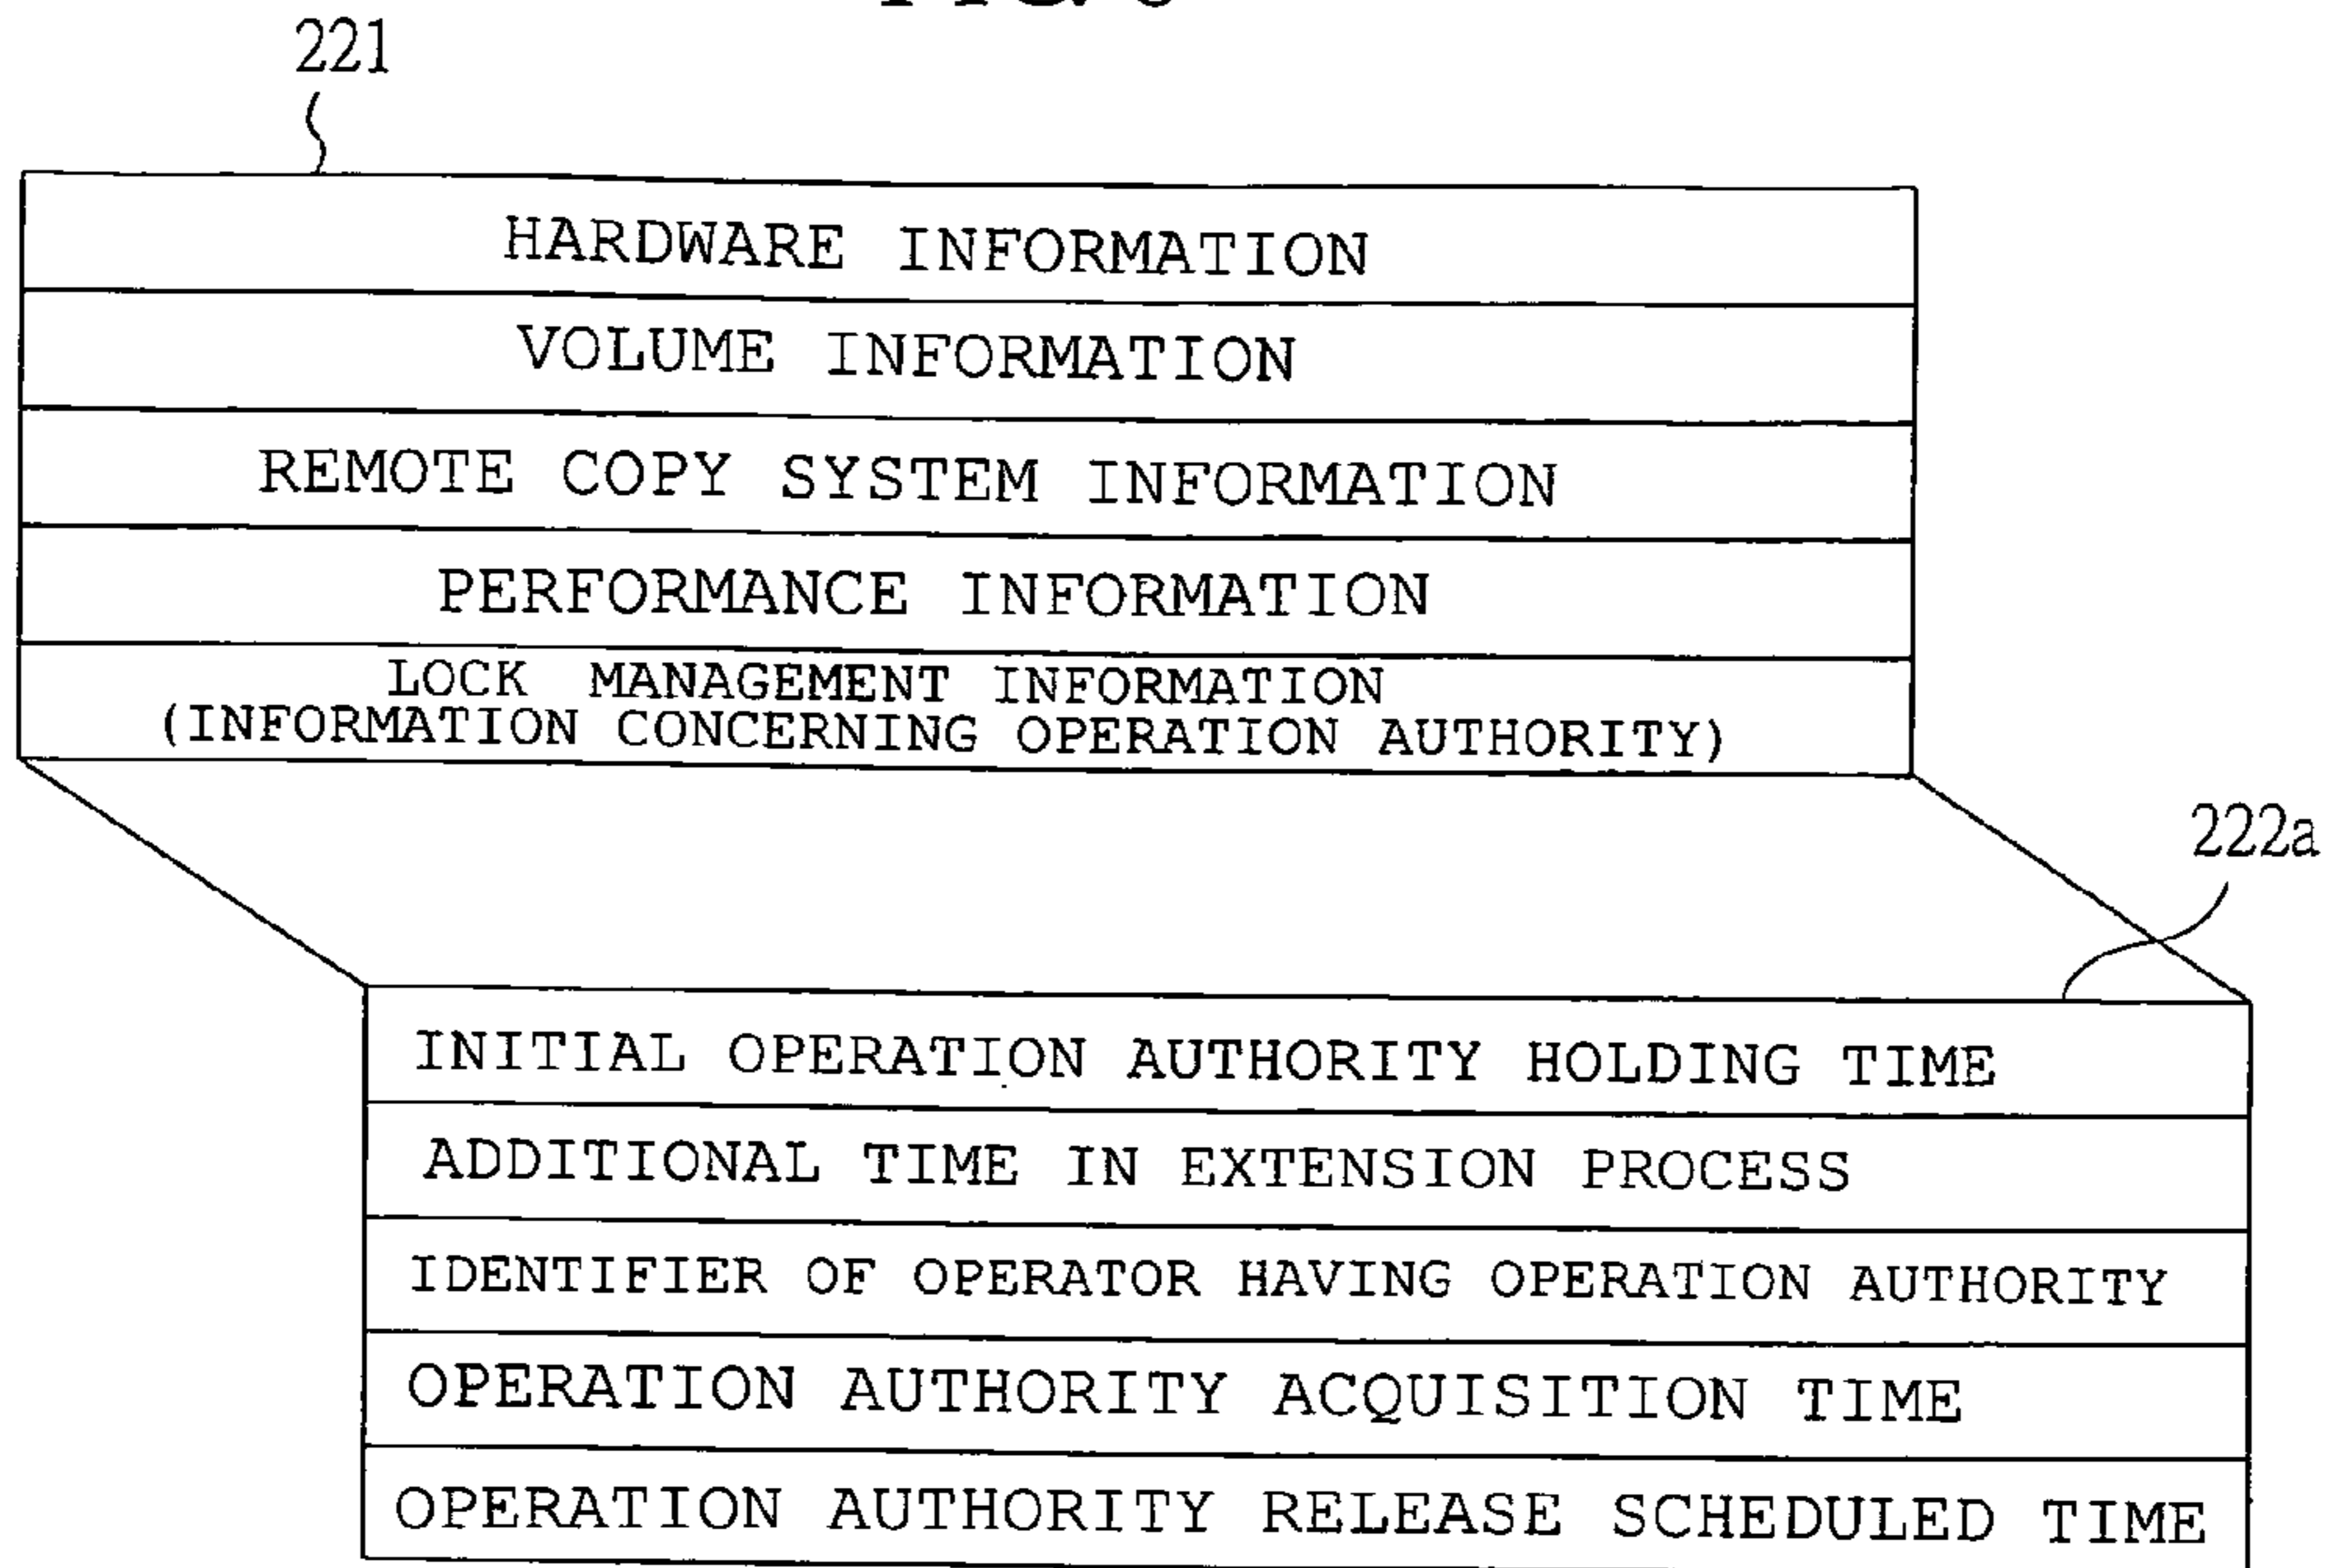 221
HARDWARE INFORMATION
VOLUME INFORMATION
REMOTE COPY SYSTEM INFORMATION
PERFORMANCE INFORMATION
LOCK MANAGEMENT INFORMATION
(INFORMATION CONCERNING OPERATION AUTHORITY)
222a
INITIAL OPERATION AUTHORITY HOLDING TIME
ADDITIONAL TIME IN EXTENSION PROCESS
IDENTIFIER OF OPERATOR HAVING OPERATION AUTHORITY
OPERATION AUTHORITY ACQUISITION TIME
OPERATION AUTHORITY RELEASE SCHEDULED TIME